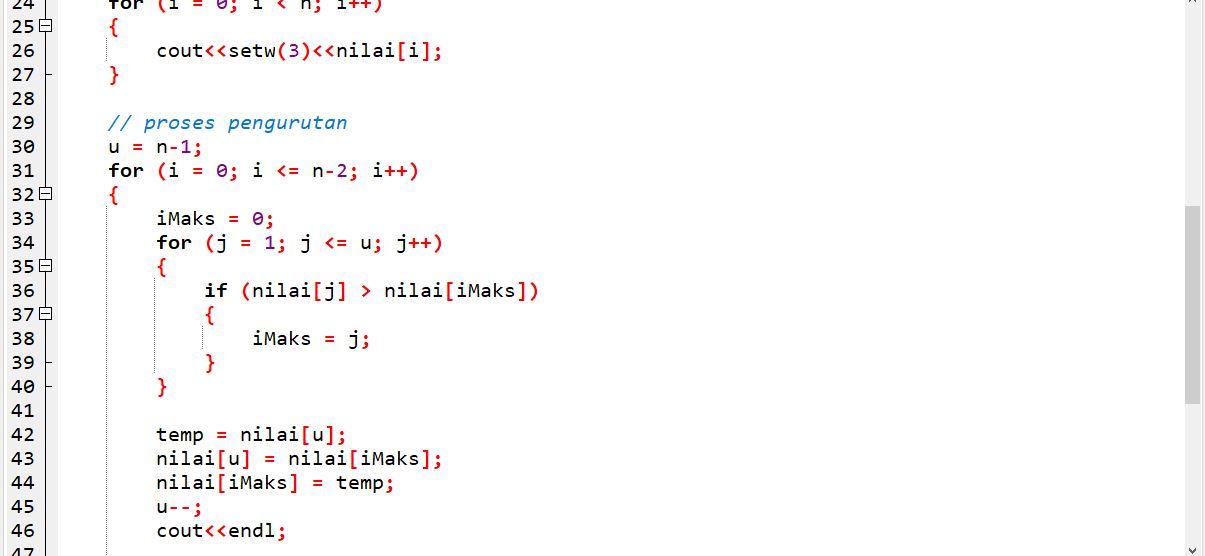 24 for (i = 0; i < n; i++)
25 {
26 cout<<setw(3)<<nilai[i];
27 }
28
29 // proses pengurutan
30 u = n-1;
31 for (i = 0; i <= n-2; i++)
32 {
33 iMaks = 0;
34 for (j = 1; j <= u; j++)
35 {
36 if (nilai[j] > nilai[iMaks])
37 {
38 iMaks = j;
39 }
40 }
41
42 temp = nilai[u];
43 nilai[u] = nilai[iMaks];
44 nilai[iMaks] = temp;
45 u--;
46 cout<<endl;
47